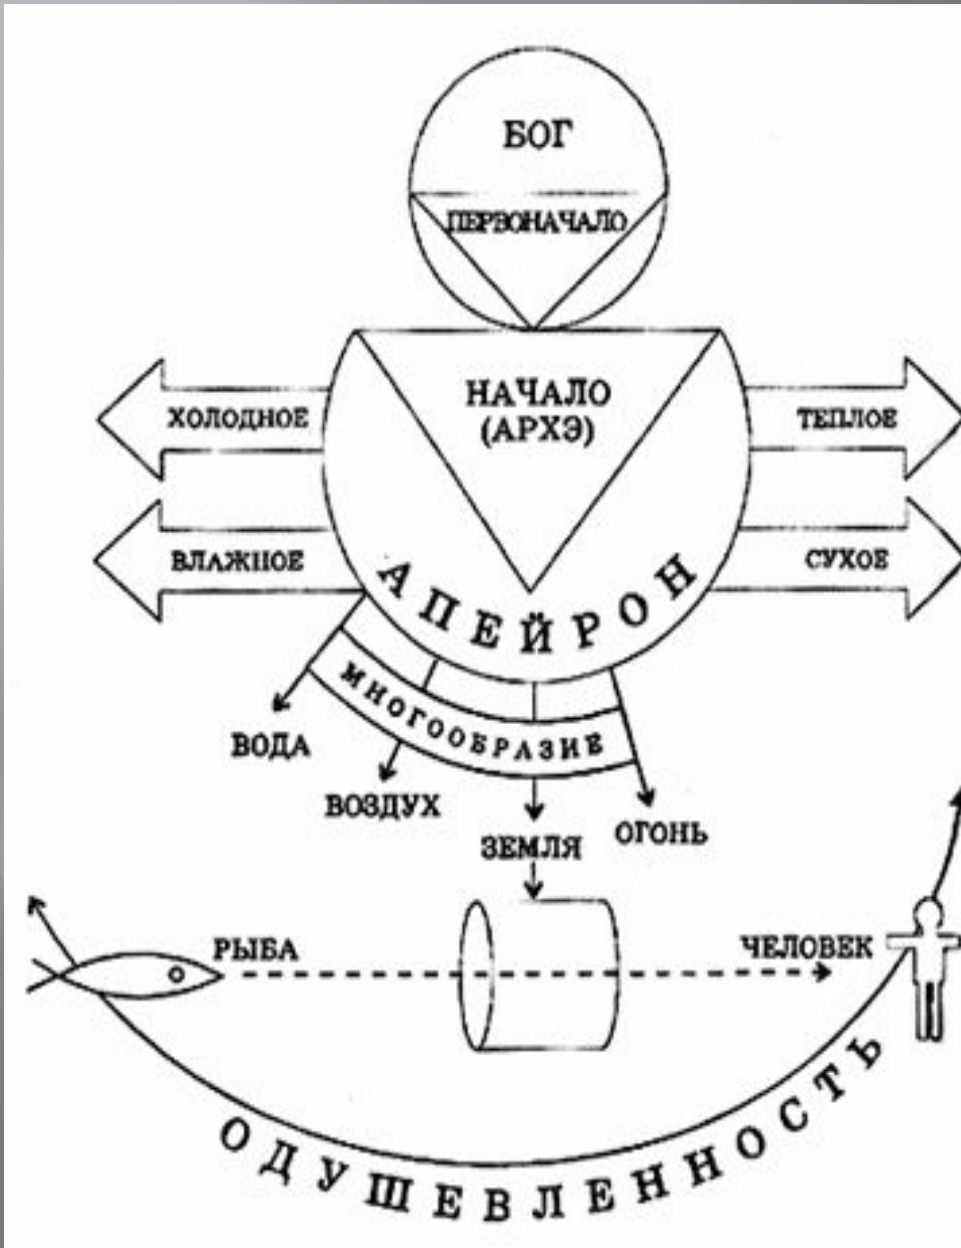 БОГ
ПЕРВОНАЧАЛО
НАЧАЛО
(АРХЭ)
ХОЛОДНОЕ
ТЕПЛОЕ
ВЛАЖНОЕ
СУХОЕ
АПЕЙРОН
МНОГООБРАЗИЕ
ВОДА
ВОЗДУХ
ЗЕМЛЯ
ОГОНЬ
РЫБА
ЧЕЛОВЕК
ОДУШЕВЛЕННОСТЬ